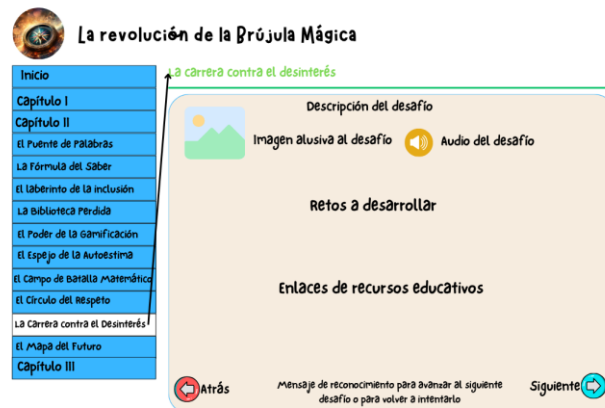 La revolución de la Brújula Mágica
Inicio
Capítulo I
Capítulo II
El Puente de Palabras
La Fórmula del Saber
El laberinto de la inclusión
La Biblioteca Perdida
El Poder de la Gamificación
El Espejo de la Autoestima
El Campo de Batalla Matemático
El Círculo del Respeto
La Carrera contra el Desinterés
El Mapa del Futuro
Capítulo III
La carrera contra el desinterés
Descripción del desafío
Imagen alusiva al desafío
Audio del desafío
Retos a desarrollar
Enlaces de recursos educativos
Atrás
Mensaje de reconocimiento para avanzar al siguiente
desafío o para volver a intentarlo
Siguiente